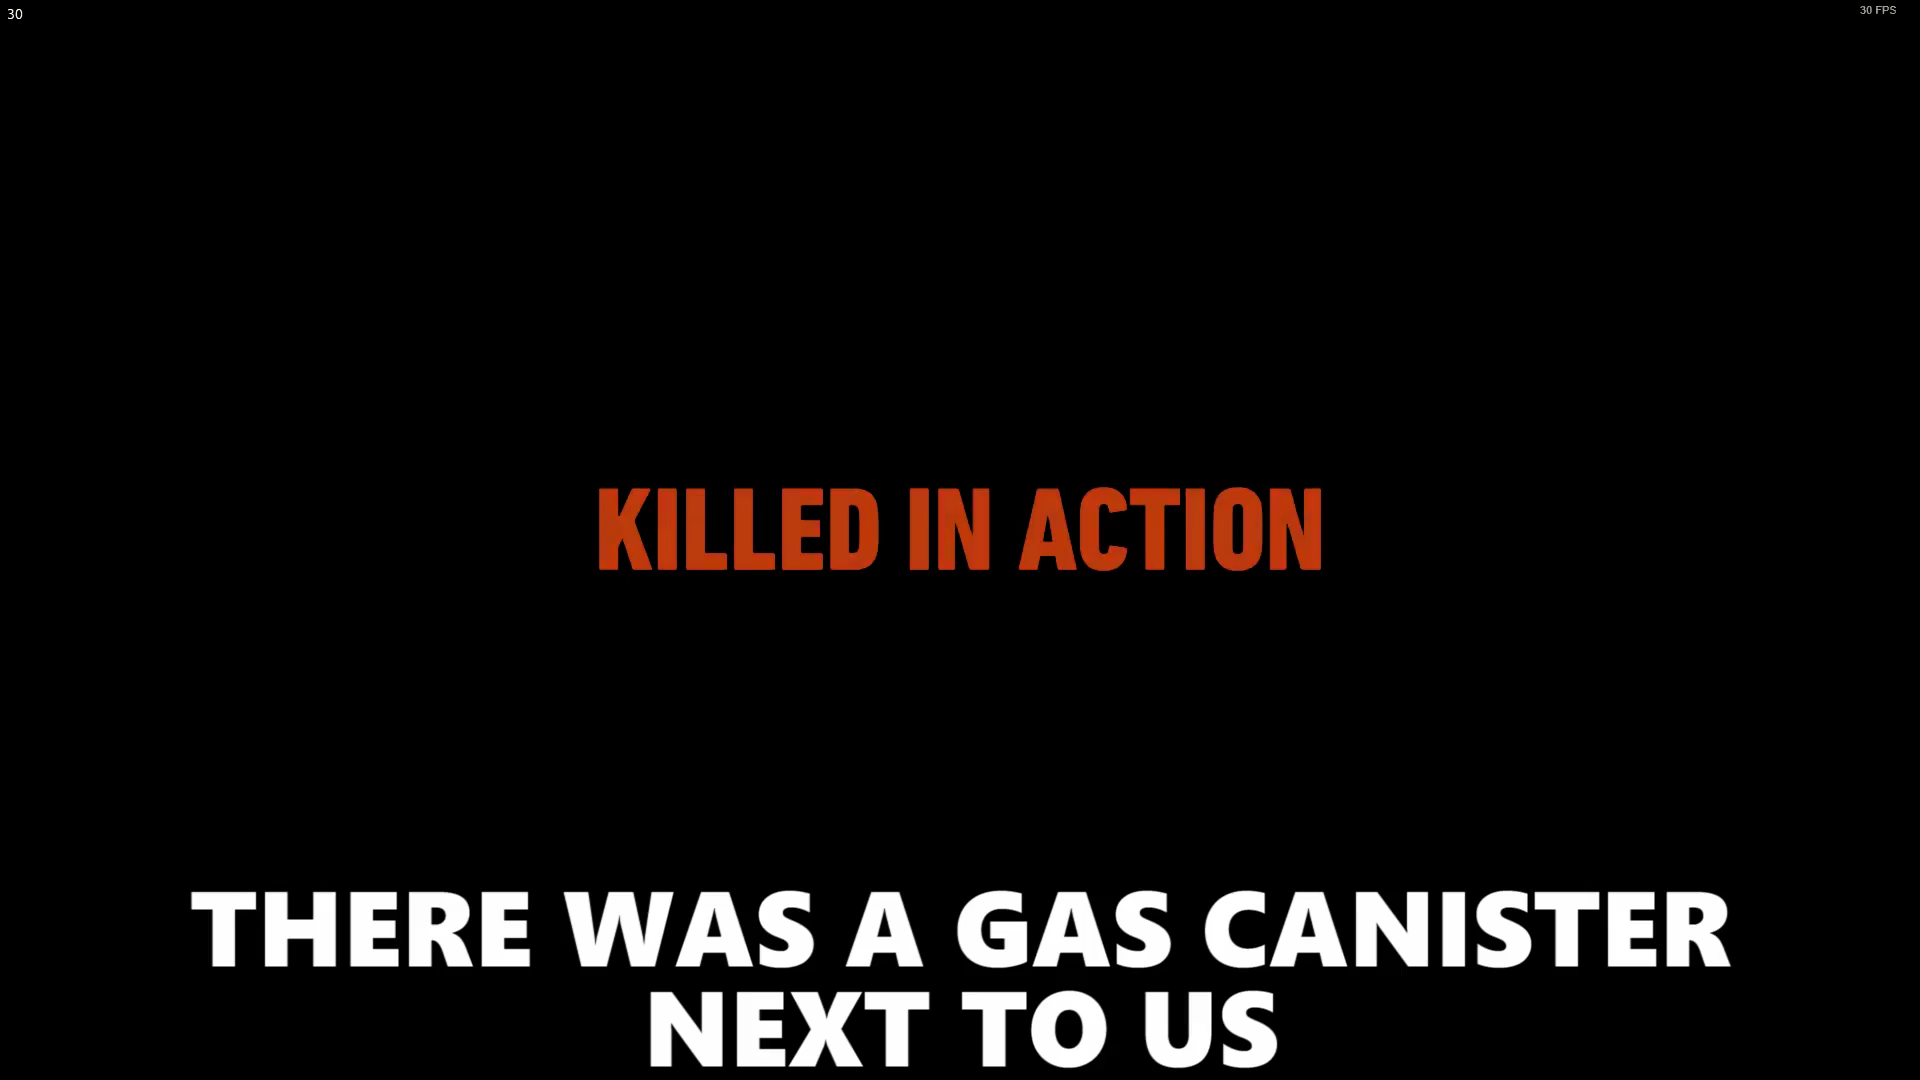 30
30 FPS
KILLED IN ACTION
THERE WAS A GAS CANISTER
NEXT TO US